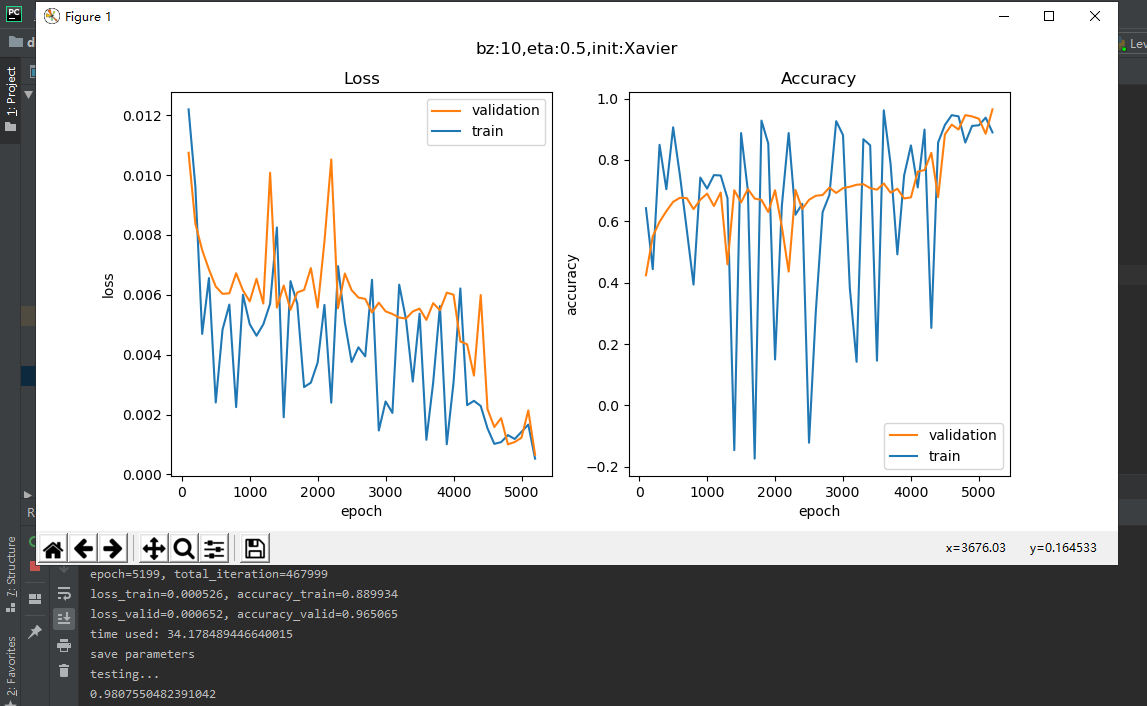 PC
Figure 1
d
Lev
1: Project
bz:10,eta:0.5,init:Xavier
Loss
validation
train
0.012
0.010
0.008
0.006
0.004
0.002
0.000
loss
0
1000
2000
3000
4000
5000
epoch
Accuracy
1.0
0.8
0.6
0.4
0.2
0.0
−0.2
accuracy
validation
train
0
1000
2000
3000
4000
5000
epoch
R
x=3676.03 y=0.164533
7: Structure
2: Favorites
epoch=5199, total_iteration=467999
loss_train=0.000526, accuracy_train=0.889934
loss_valid=0.000652, accuracy_valid=0.965065
time used: 34.178489446640015
save parameters
testing...
0.9807550482391042